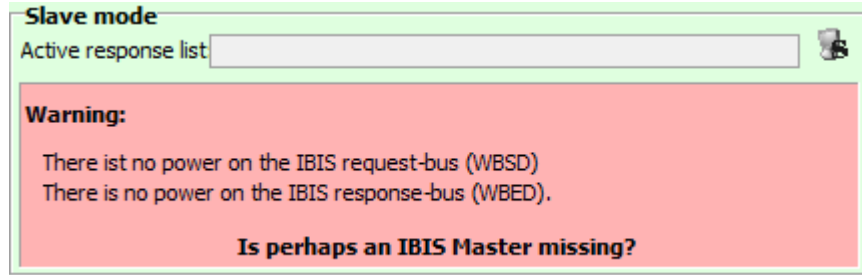 Slave mode
Active response list
Warning:
There ist no power on the IBIS request-bus (WBSD)
There is no power on the IBIS response-bus (WBED).
Is perhaps an IBIS Master missing?